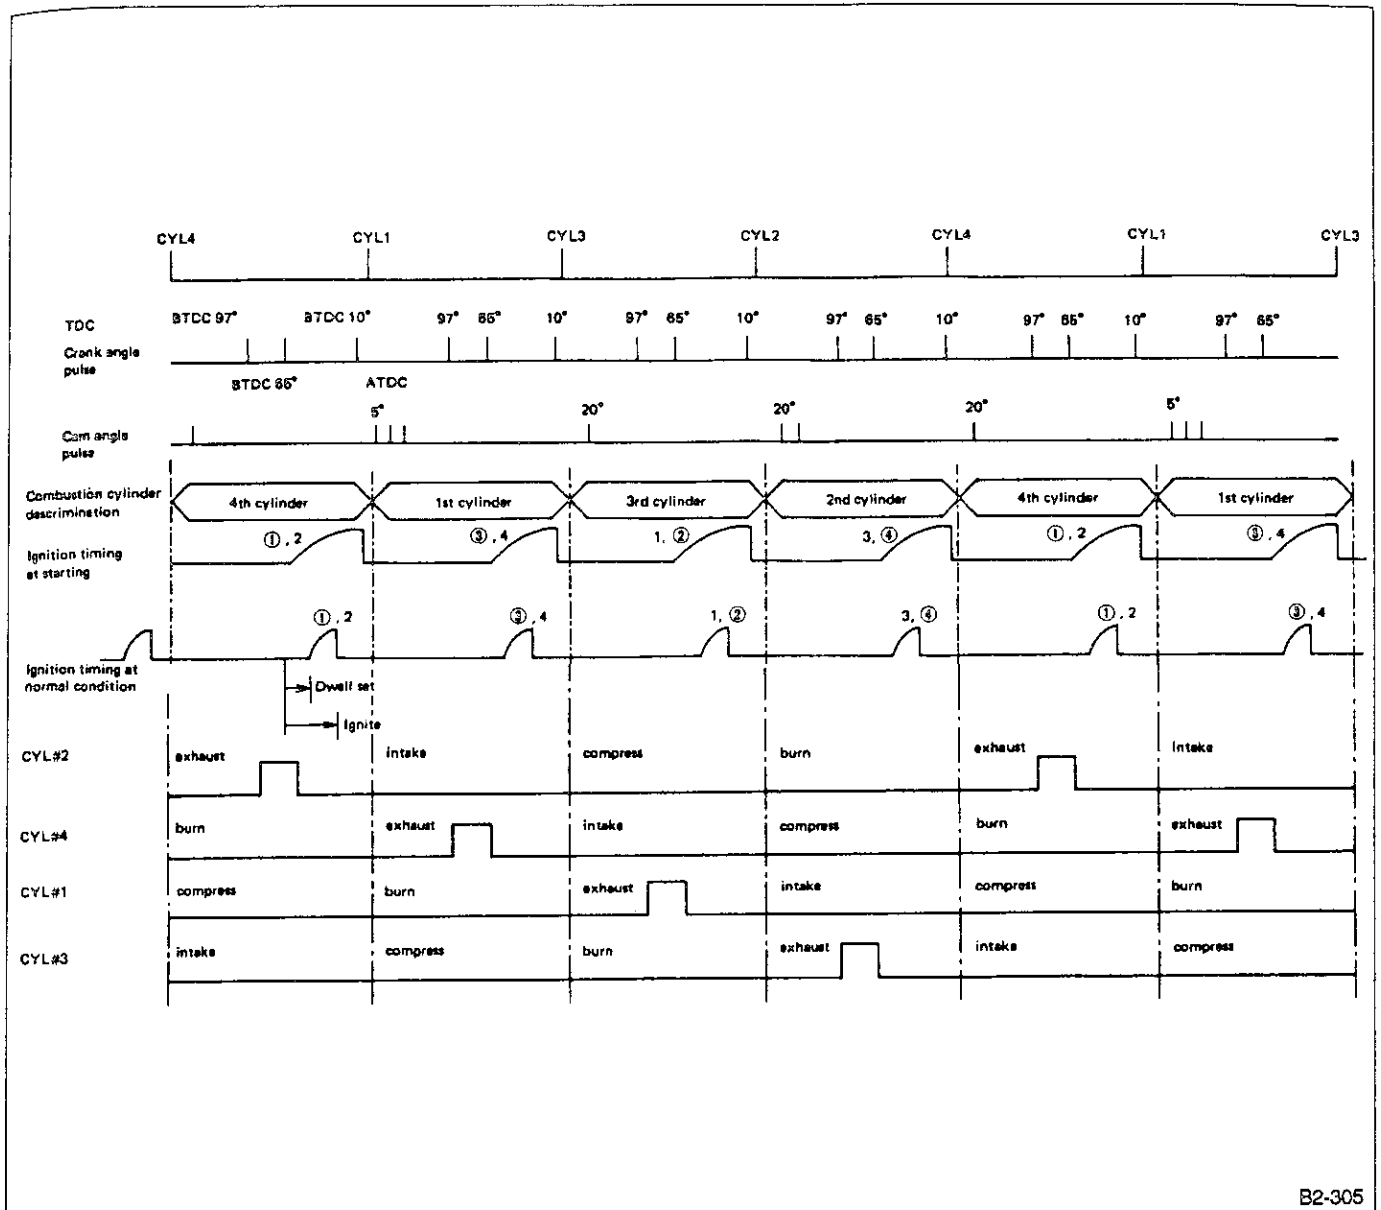 CYL4 CYL1 CYL3 CYL2 CYL4 CYL1 CYL3
TDC BTDC 97° BTDC 10° 97° 65° 10° 97° 65° 10° 97° 65° 10° 97° 65° 10° 97° 65°
Crank angle
pulse
BTDC 65° ATDC
5° 20° 20° 20° 5°
Cam angle
pulse
Combustion cylinder
descrimination
4th cylinder 1st cylinder 3rd cylinder 2nd cylinder 4th cylinder 1st cylinder
①, 2 ③, 4 1, ② 3, ④ ①, 2 ③, 4
Ignition timing
at starting
①, 2 ③, 4 1, ② 3, ④ ①, 2 ③, 4
Ignition timing at
normal condition
Dwell set
Ignite
CYL#2 exhaust intake compress burn exhaust intake
CYL#4 burn exhaust intake compress burn exhaust
CYL#1 compress burn exhaust intake compress burn
CYL#3 intake compress burn exhaust intake compress
B2-305